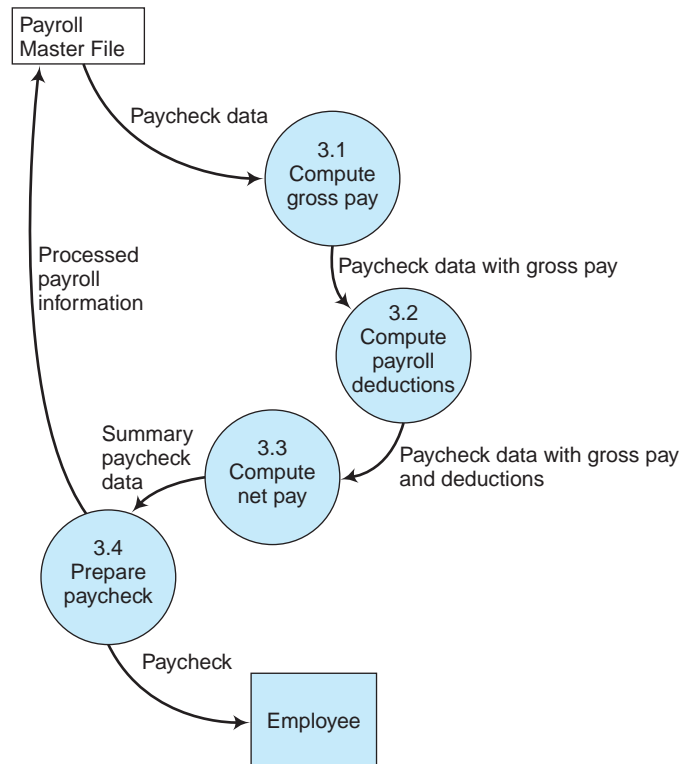 Payroll
Master File
Paycheck data
3.1
Compute
gross pay
Processed
payroll
information
Paycheck data with gross pay
3.2
Compute
payroll
deductions
Summary
paycheck
data
3.3
Compute
net pay
Paycheck data with gross pay
and deductions
3.4
Prepare
paycheck
Paycheck
Employee